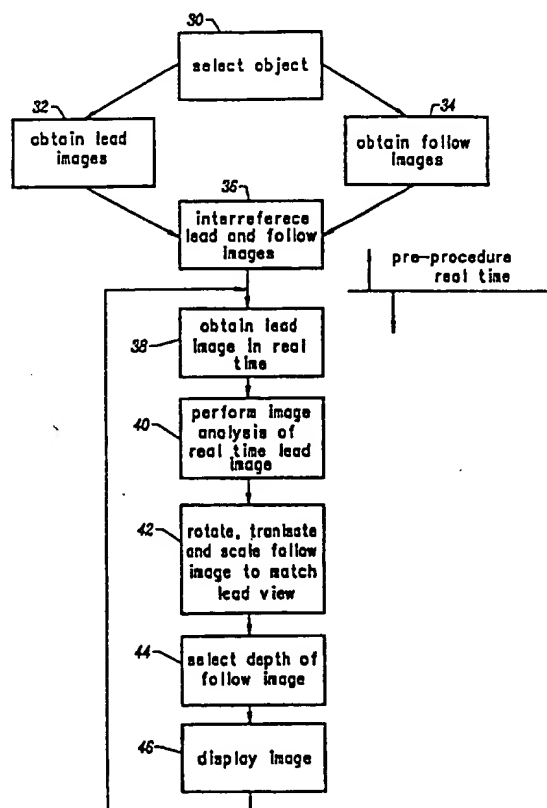 30
select object
32
obtain lead
images
34
obtain follow
images
36
interreferece
lead and follow
images
pre-procedure
real time
38
obtain lead
image in real
time
40
perform image
analysis of
real time lead
image
42
rotate, translate
and scale follow
image to match
lead view
44
select depth of
follow image
46
display image